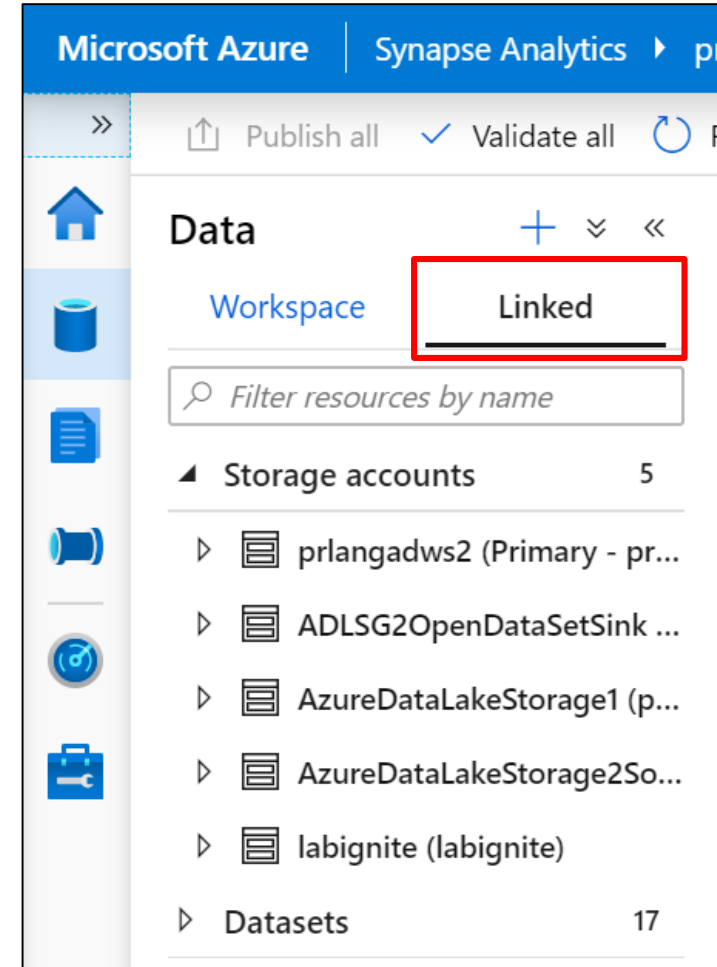 Microsoft Azure Synapse Analytics
Publish all Validate all
Data
Workspace Linked
Filter resources by name
Storage accounts 5
prlangadws2 (Primary - pr...
ADLSG2OpenDataSetSink ...
AzureDataLakeStorage1 (p...
AzureDataLakeStorage2So...
labignite (labignite)
Datasets 17